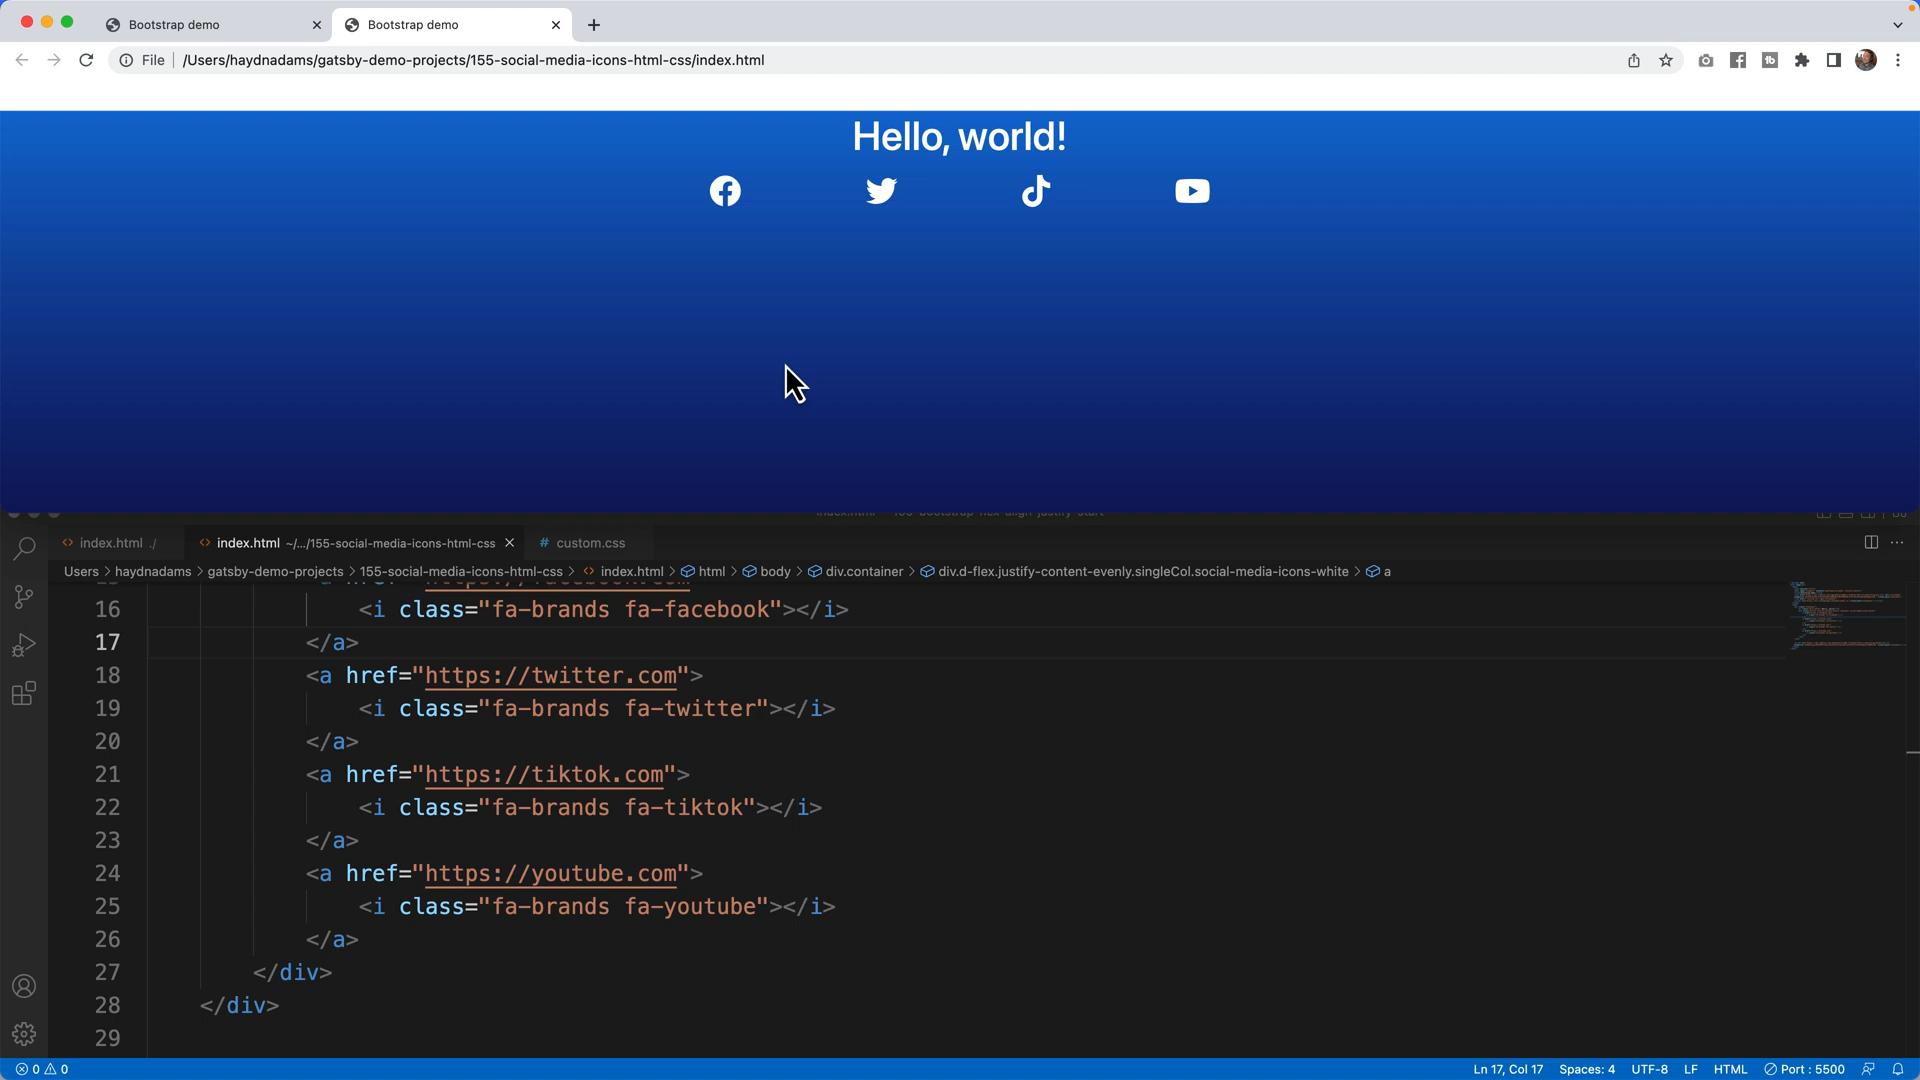 Bootstrap demo
Bootstrap demo
File
/Users/haydnadams/gatsby-demo-projects/155-social-media-icons-html-css/index.html
Hello, world!
index.html ./
index.html ~/.../155-social-media-icons-html-css
# custom.css
Users > haydnadams > gatsby-demo-projects > 155-social-media-icons-html-css > index.html > html > body > div.container > div.d-flex.justify-content-evenly.singleCol.social-media-icons-white > a
16 <i class="fa-brands fa-facebook"></i>
17 </a>
18 <a href="https://twitter.com">
19 <i class="fa-brands fa-twitter"></i>
20 </a>
21 <a href="https://tiktok.com">
22 <i class="fa-brands fa-tiktok"></i>
23 </a>
24 <a href="https://youtube.com">
25 <i class="fa-brands fa-youtube"></i>
26 </a>
27 </div>
28 </div>
29
0 0
Ln 17, Col 17 Spaces: 4 UTF-8 LF HTML Port : 5500